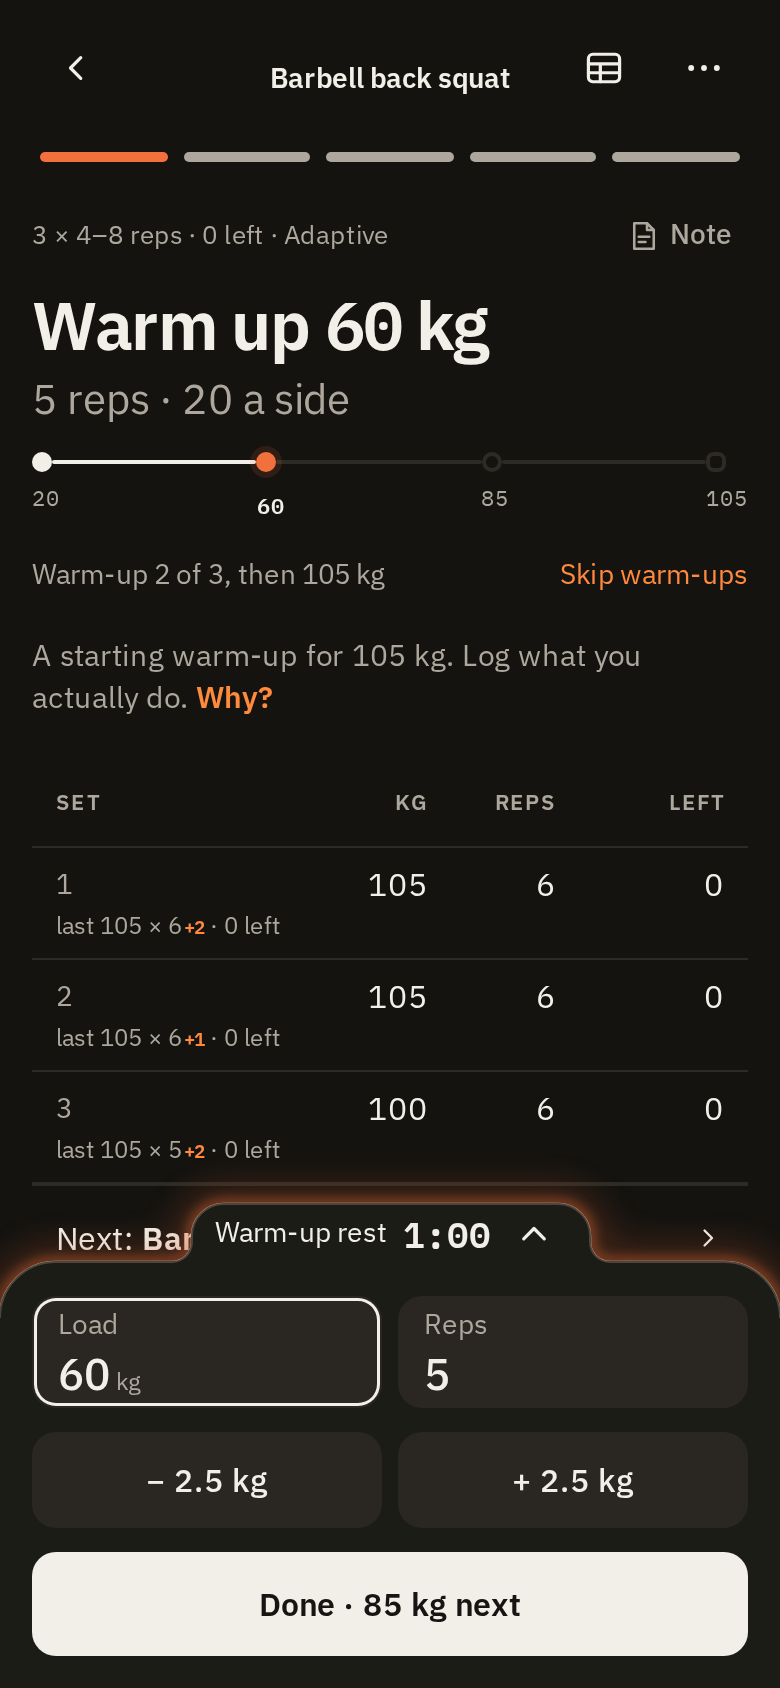 Barbell back squat
3 × 4–8 reps · 0 left · Adaptive
Note
Warm up 60 kg
5 reps · 20 a side
20 60 85 105
Warm-up 2 of 3, then 105 kg
Skip warm-ups
A starting warm-up for 105 kg. Log what you
actually do. Why?
SET KG REPS LEFT
1 105 6 0
last 105 × 6 +2 · 0 left
2 105 6 0
last 105 × 6 +1 · 0 left
3 100 6 0
last 105 × 5 +2 · 0 left
Next: Bar
Warm-up rest 1:00
Load
60 kg
Reps
5
– 2.5 kg
+ 2.5 kg
Done · 85 kg next